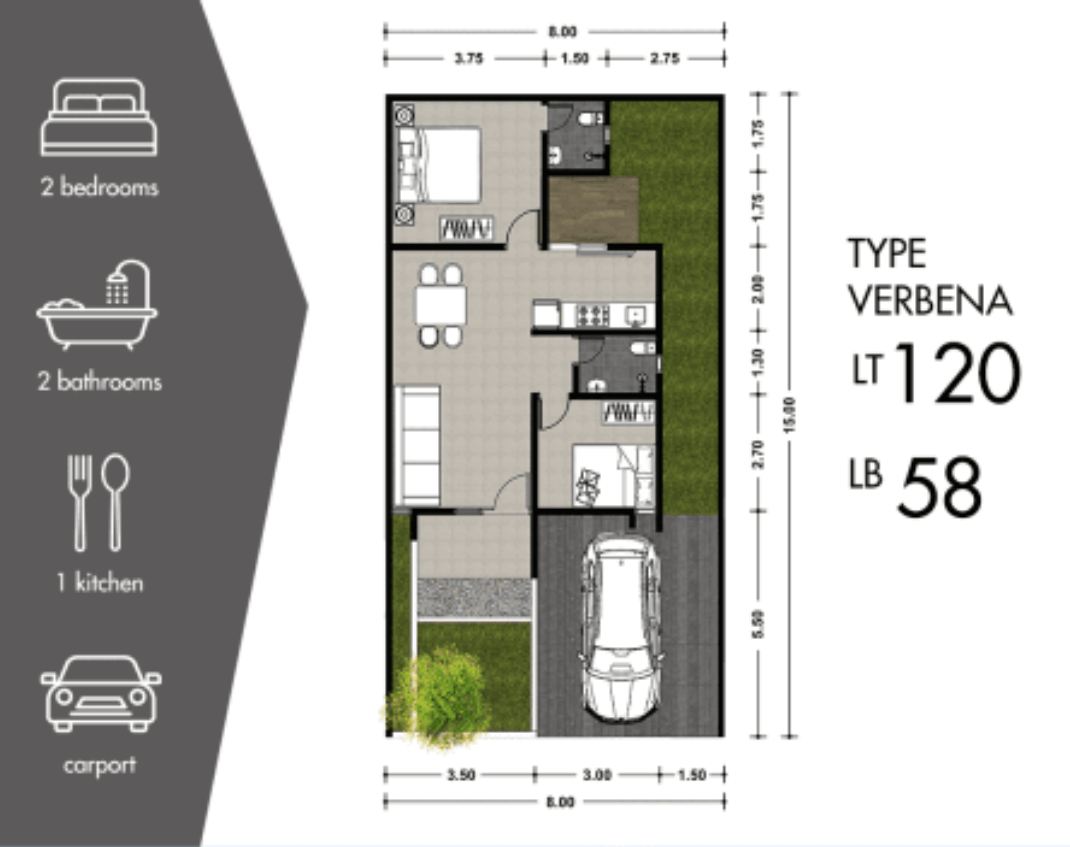 2 bedrooms
2 bathrooms
1 kitchen
carport
8.00
3.75 1.50 2.75
1.75
1.75
2.00
1.30
2.70
5.50
15.00
3.50 3.00 1.50
8.00
TYPE
VERBENA
LT 120
LB 58